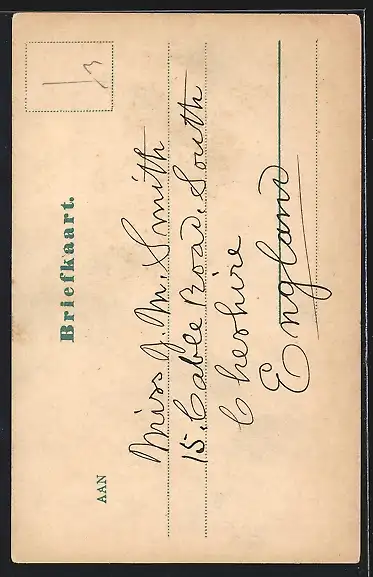 Briefkaart.
AAN
Miss J. M. Smith
15, Cable Road, South
Cheshire
England